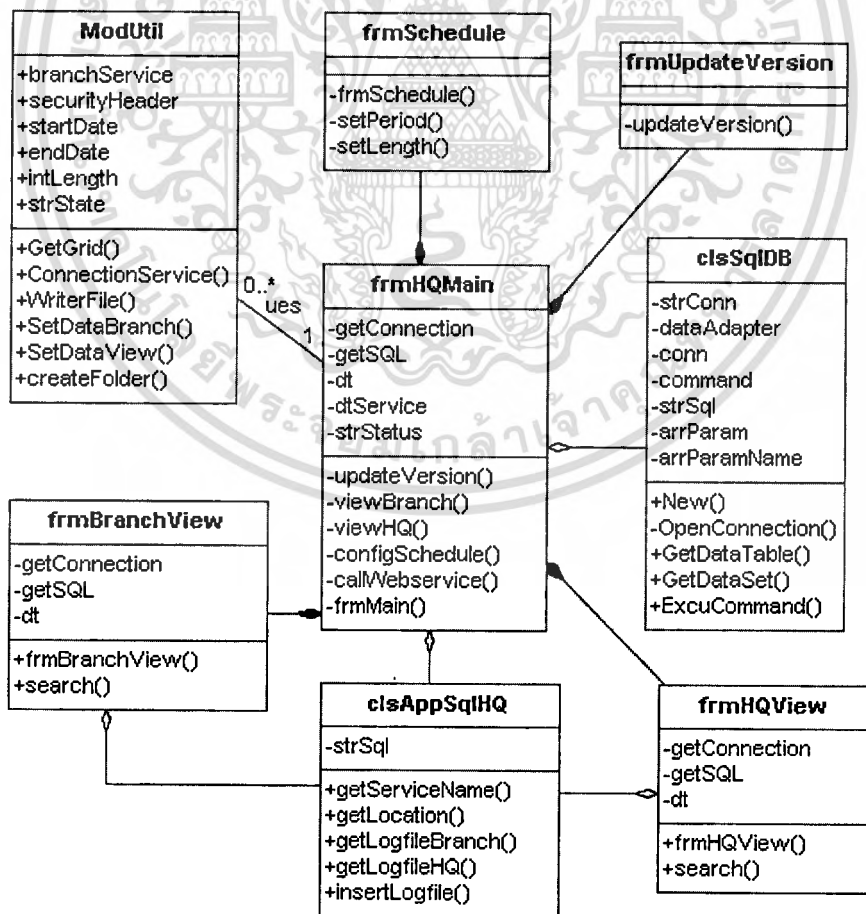 ModUtil
+branchService
+securityHeader
+startDate
+endDate
+intLength
+strState
+GetGrid()
+ConnectionService()
+WriterFile()
+SetDataBranch()
+SetDataView()
+createFolder()
frmSchedule
-frmSchedule()
-setPeriod()
-setLength()
frmUpdateVersion
-updateVersion()
0..*
ues
1
frmHQMain
-getConnection
-getSQL
-dt
-dtService
-strStatus
-updateVersion()
-viewBranch()
-viewHQ()
-configSchedule()
-callWebservice()
-frmMain()
clsSqlDB
-strConn
-dataAdapter
-conn
-command
-strSql
-arrParam
-arrParamName
+New()
-OpenConnection()
+GetDataTable()
+GetDataSet()
+ExcuCommand()
frmBranchView
-getConnection
-getSQL
-dt
+frmBranchView()
+search()
clsAppSqlHQ
-strSql
+getServiceName()
+getLocation()
+getLogfileBranch()
+getLogfileHQ()
+insertLogfile()
frmHQView
-getConnection
-getSQL
-dt
+frmHQView()
+search()